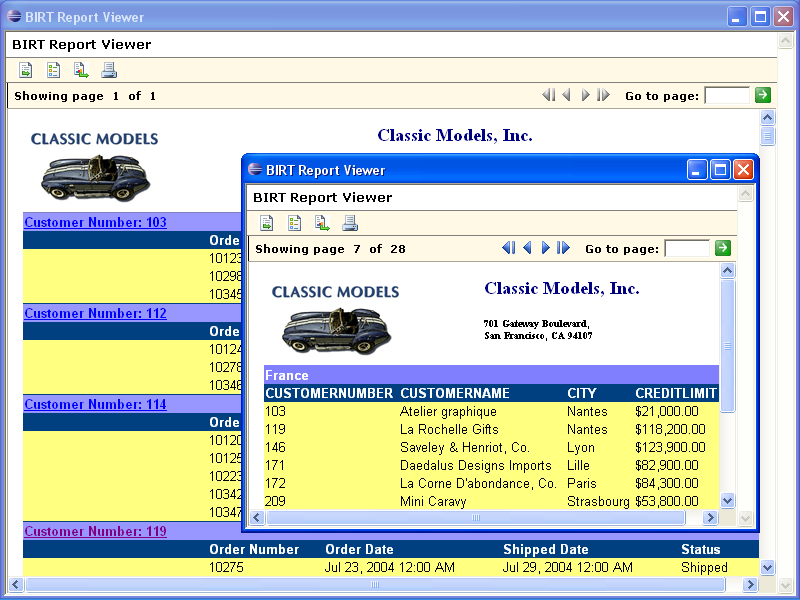 BIRT Report Viewer
BIRT Report Viewer
Showing page 1 of 1
Go to page:
CLASSIC MODELS
Classic Models, Inc.
Customer Number: 103
Orde
10123
10298
10345
Customer Number: 112
Orde
10124
10278
10346
Customer Number: 114
Orde
10120
10125
10223
10342
10347
Customer Number: 119
Order Number Order Date Shipped Date Status
10275 Jul 23, 2004 12:00 AM Jul 29, 2004 12:00 AM Shipped
BIRT Report Viewer
BIRT Report Viewer
Showing page 7 of 28
Go to page:
CLASSIC MODELS
Classic Models, Inc.
701 Gateway Boulevard,
San Francisco, CA 94107
France
CUSTOMERNUMBER CUSTOMERNAME CITY CREDITLIMIT
103 Atelier graphique Nantes $21,000.00
119 La Rochelle Gifts Nantes $118,200.00
146 Saveley & Henriot, Co. Lyon $123,900.00
171 Daedalus Designs Imports Lille $82,900.00
172 La Corne D'abondance, Co. Paris $84,300.00
209 Mini Caravy Strasbourg $53,800.00